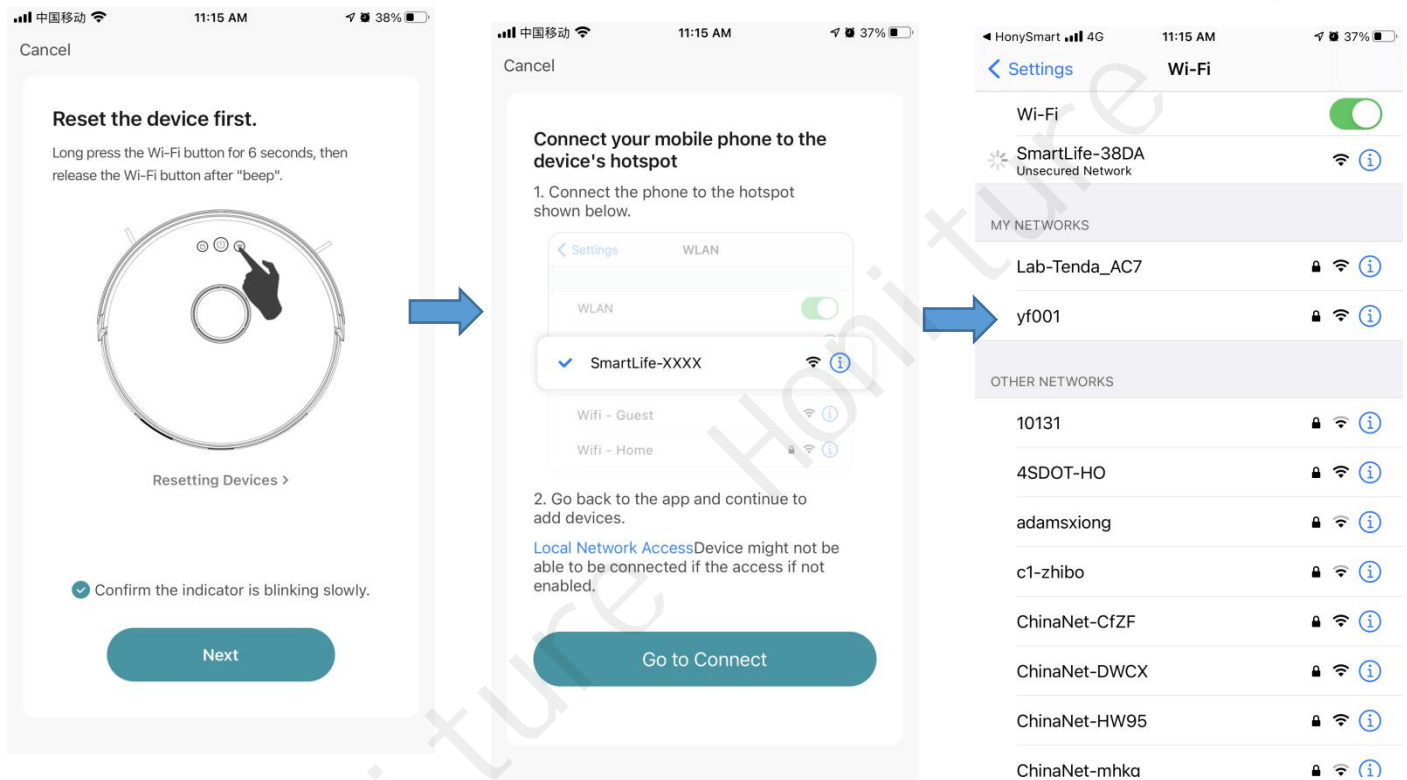 中国移动 11:15 AM 38%
Cancel
Reset the device first.
Long press the Wi-Fi button for 6 seconds, then
release the Wi-Fi button after "beep".
Resetting Devices >
Confirm the indicator is blinking slowly.
Next
中国移动 11:15 AM 37%
Cancel
Connect your mobile phone to the
device's hotspot
1. Connect the phone to the hotspot
shown below.
Settings WLAN
WLAN
SmartLife-XXXX
Wifi - Guest
Wifi - Home
2. Go back to the app and continue to
add devices.
Local Network AccessDevice might not be
able to be connected if the access if not
enabled.
Go to Connect
HonySmart 4G 11:15 AM 37%
Settings Wi-Fi
Wi-Fi
SmartLife-38DA
Unsecured Network
MY NETWORKS
Lab-Tenda_AC7
yf001
OTHER NETWORKS
10131
4SDOT-HO
adamsxiong
c1-zhibo
ChinaNet-CfZF
ChinaNet-DWCX
ChinaNet-HW95
ChinaNet-mhkg
Honiture